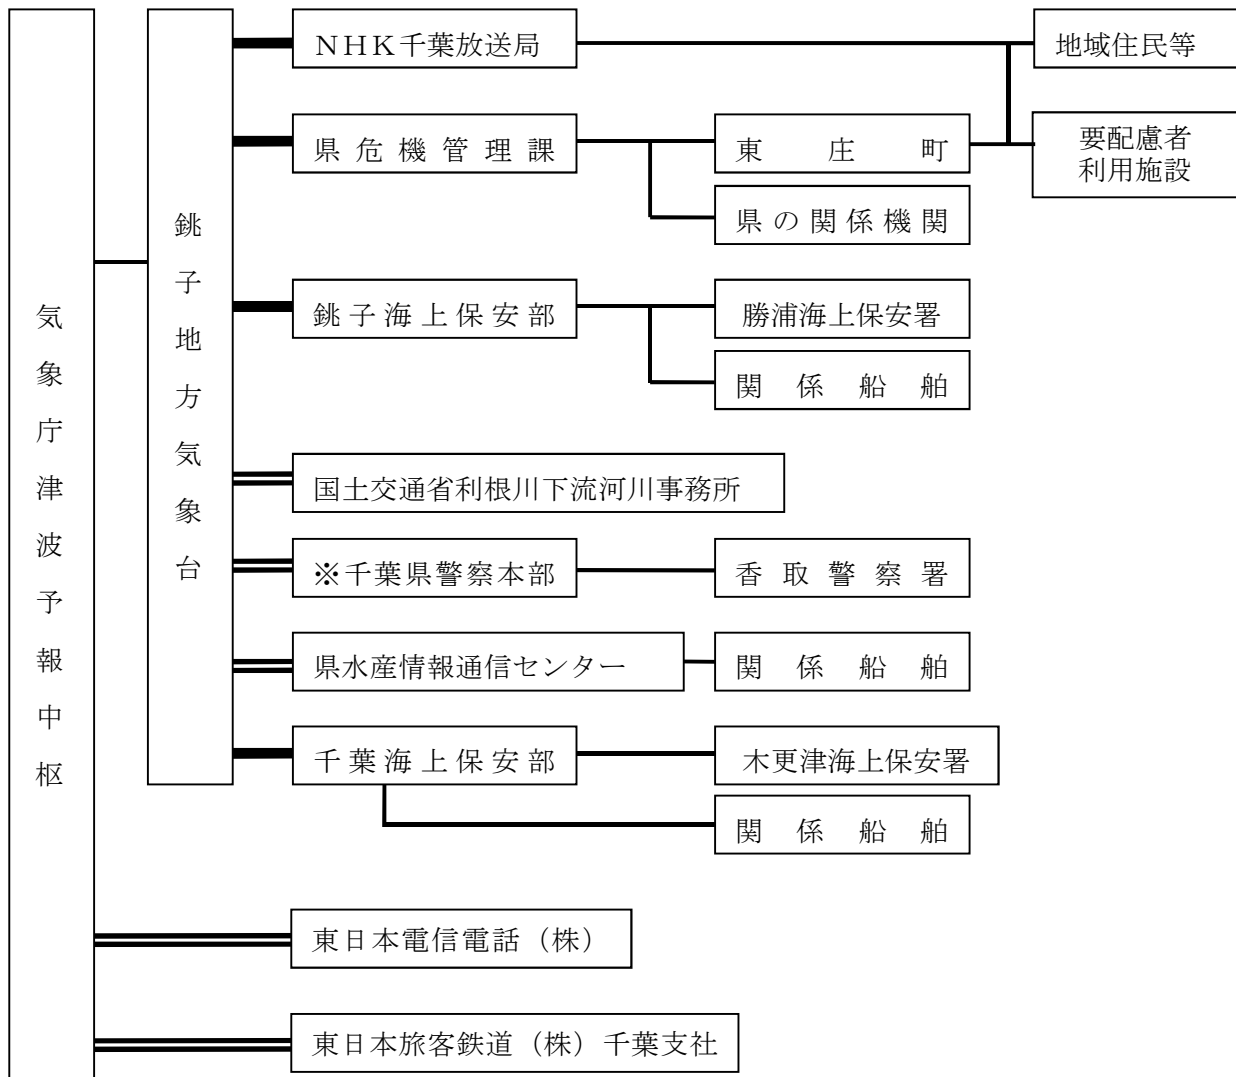 気象庁津波予報中枢
銚子地方気象台
NHK千葉放送局
地域住民等
県危機管理課
東庄町
要配慮者
利用施設
県の関係機関
銚子海上保安部
勝浦海上保安署
関係船舶
国土交通省利根川下流河川事務所
※千葉県警察本部
香取警察署
県水産情報通信センター
関係船舶
千葉海上保安部
木更津海上保安署
関係船舶
東日本電信電話（株）
東日本旅客鉄道（株）千葉支社